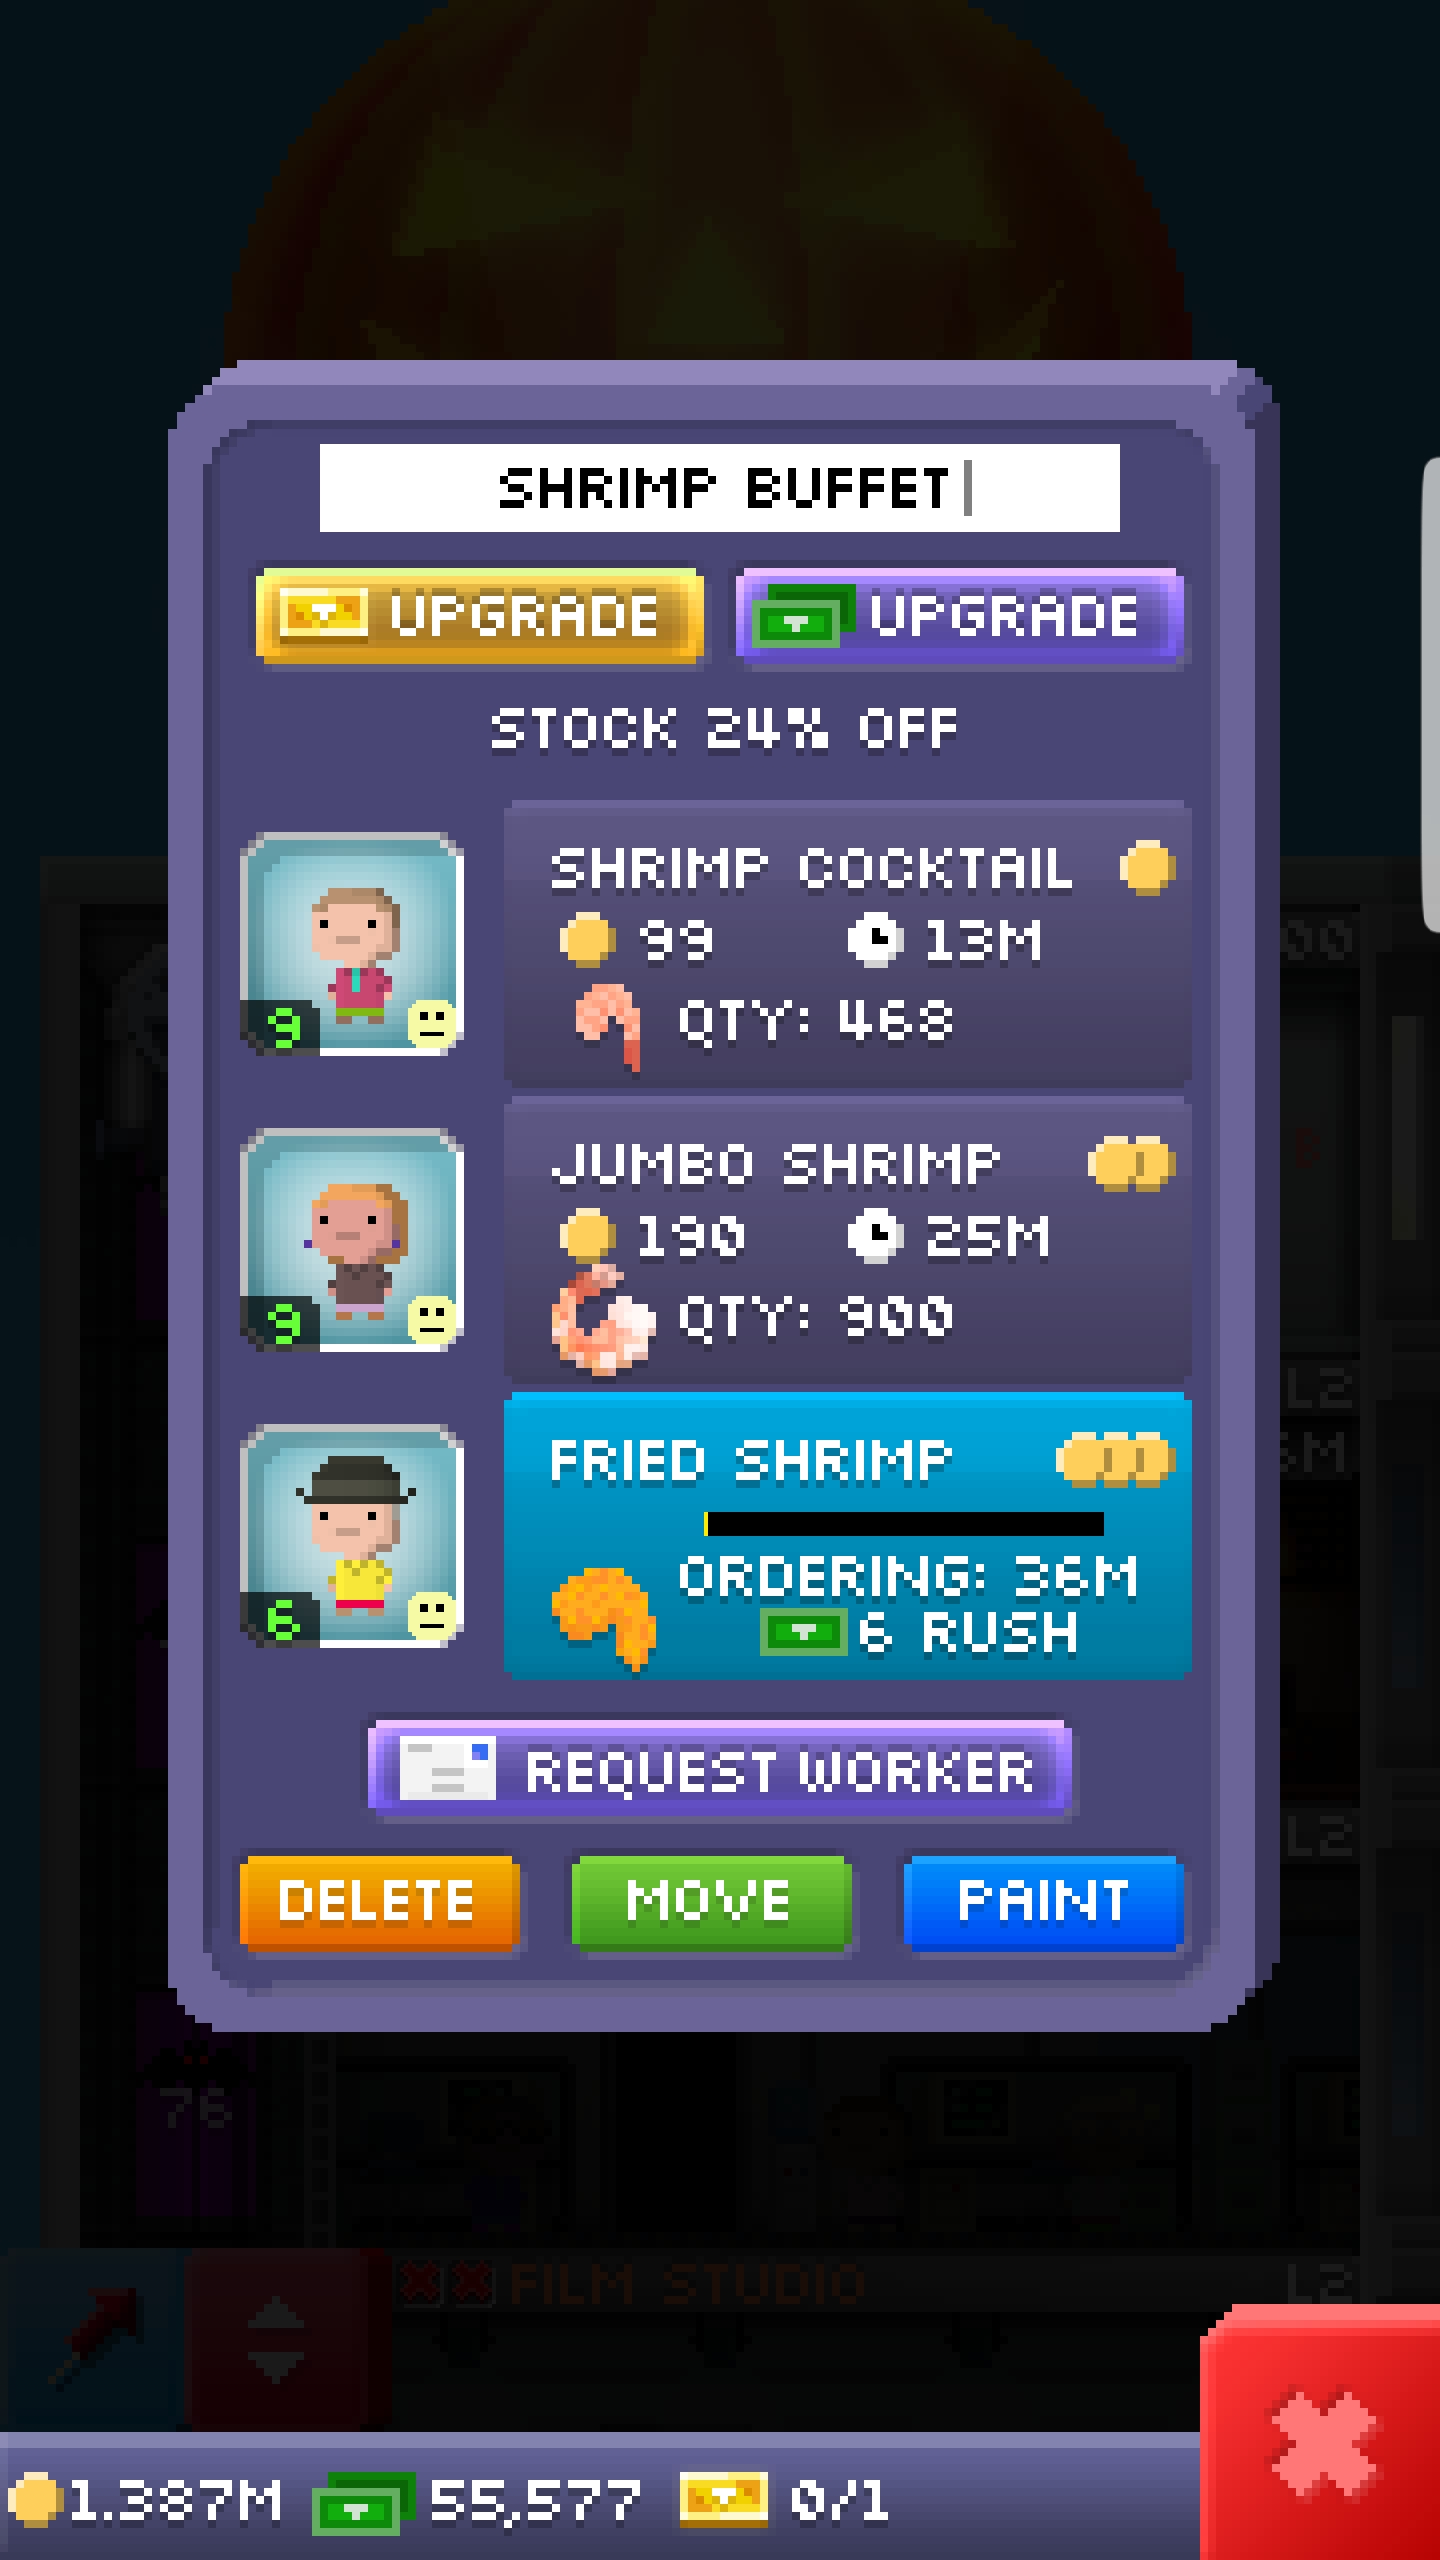 SHRIMP BUFFET
UPGRADE UPGRADE
STOCK 24% OFF
SHRIMP COCKTAIL
99 13M
9 QTY: 468
JUMBO SHRIMP
190 25M
9 QTY: 900
FRIED SHRIMP
ORDERING: 36M
6 6 RUSH
REQUEST WORKER
DELETE MOVE PAINT
76
FILM STUDIO L2
1.387M 55,577 0/1